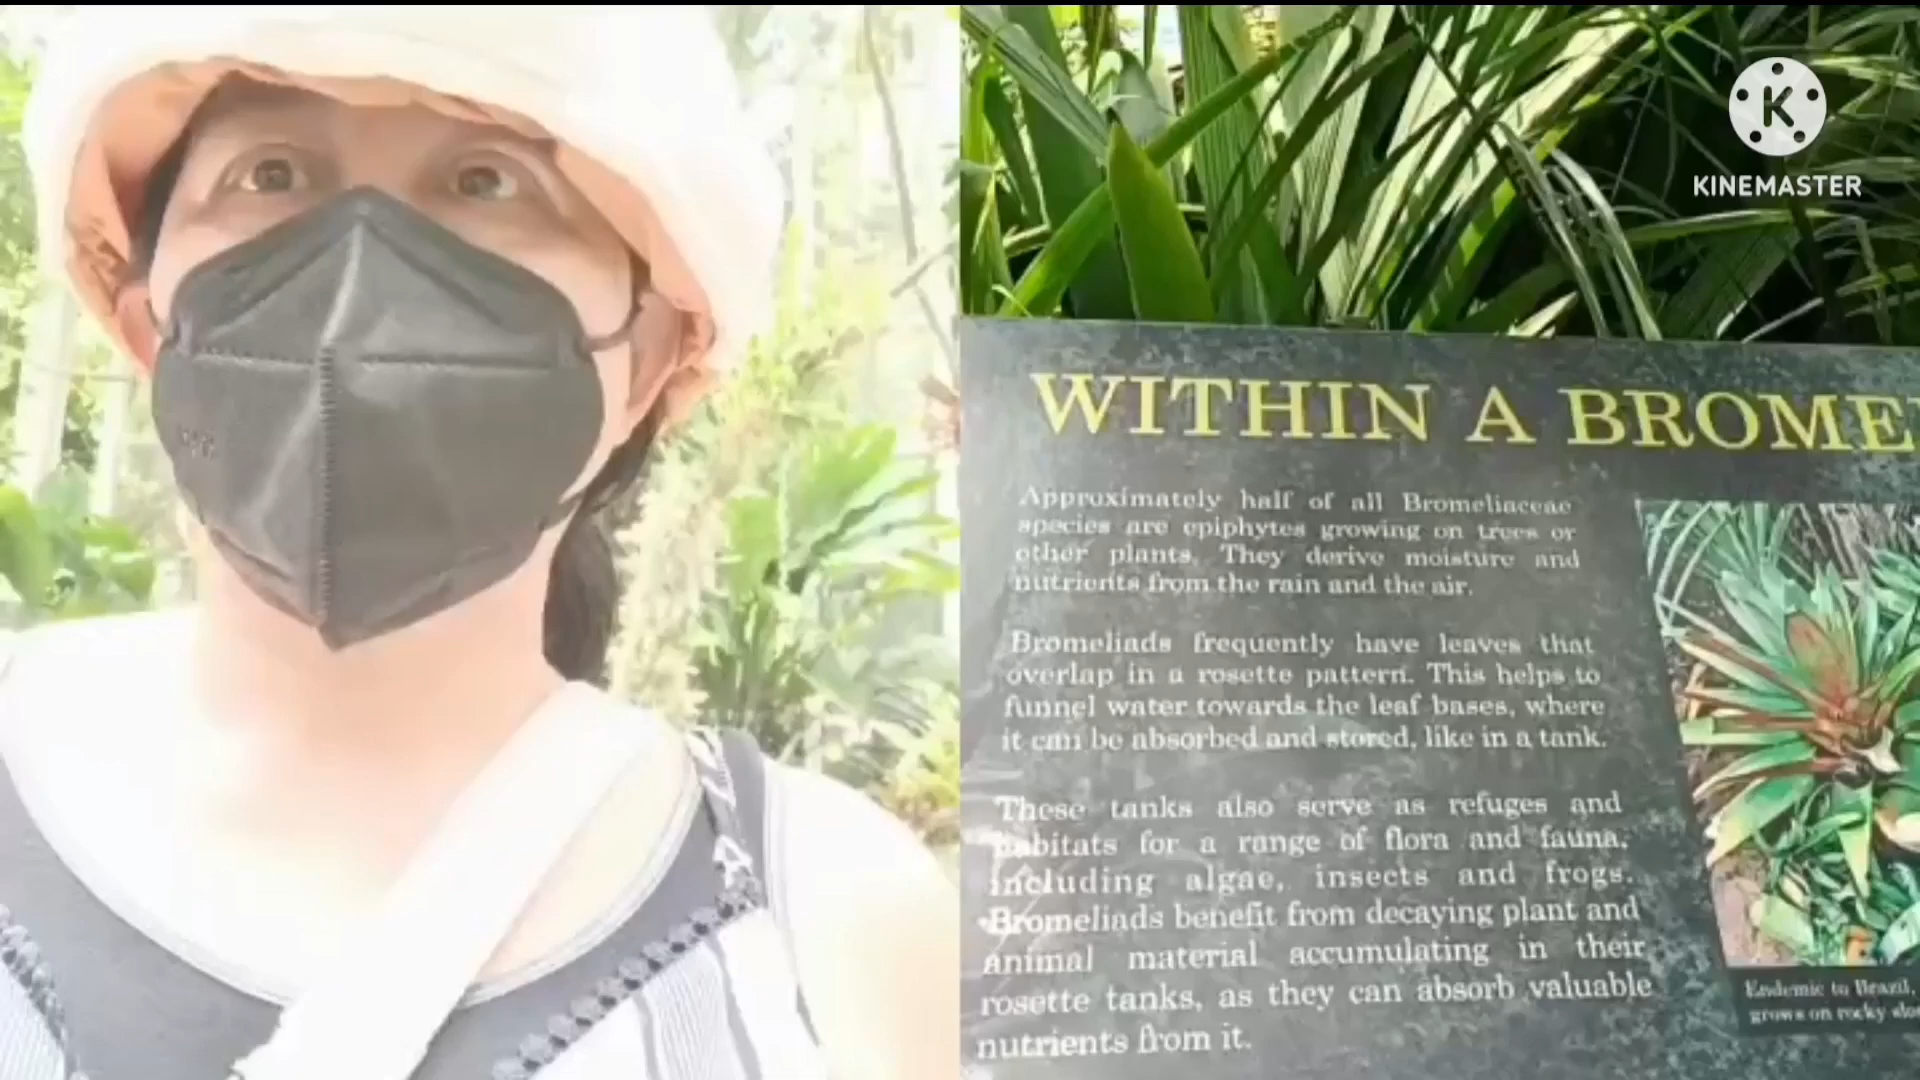 KINEMASTER
WITHIN A BROME
Approximately half of all Bromeliaceae
species are epiphytes growing on trees or
other plants. They derive moisture and
nutrients from the rain and the air.
Bromeliads frequently have leaves that
overlap in a rosette pattern. This helps to
funnel water towards the leaf bases, where
it can be absorbed and stored, like in a tank.
These tanks also serve as refuges and
habitats for a range of flora and fauna,
including algae, insects and frogs.
Bromeliads benefit from decaying plant and
animal material accumulating in their
rosette tanks, as they can absorb valuable
nutrients from it.
Endemic to Brazil,
grows on rocky